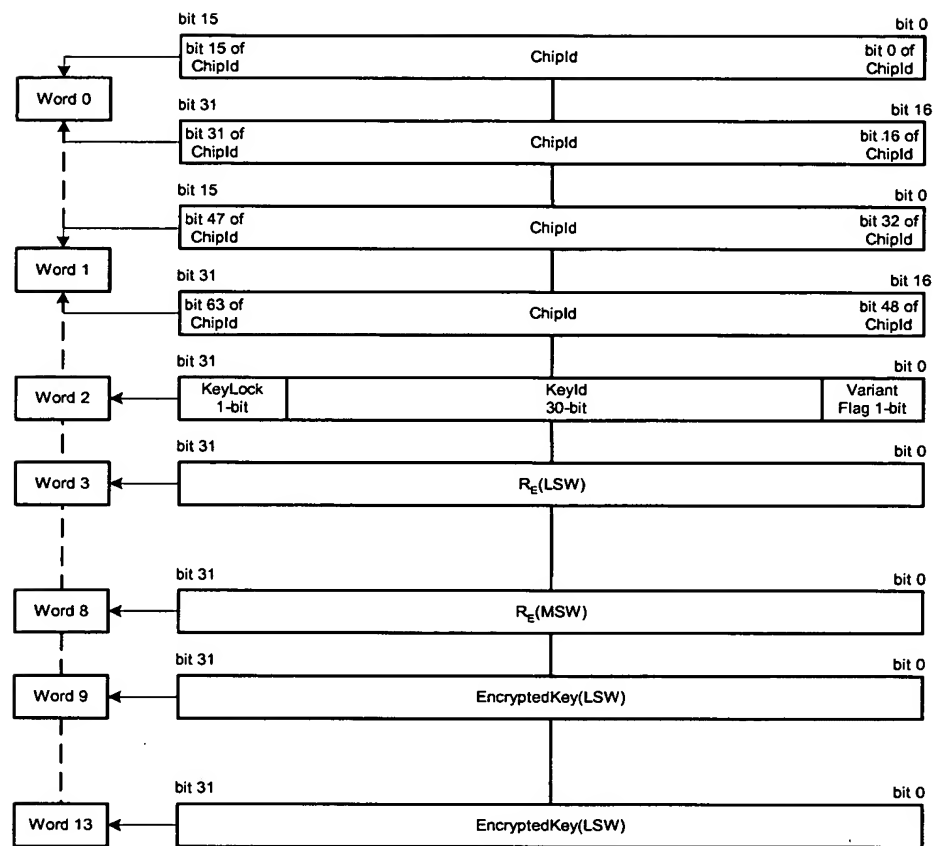 bit 15 bit 0
bit 15 of ChipId ChipId bit 0 of ChipId
Word 0
bit 31 bit 16
bit 31 of ChipId ChipId bit 16 of ChipId
bit 15 bit 0
bit 47 of ChipId ChipId bit 32 of ChipId
Word 1
bit 31 bit 16
bit 63 of ChipId ChipId bit 48 of ChipId
bit 31 bit 0
Word 2
KeyLock 1-bit KeyId 30-bit Variant Flag 1-bit
bit 31 bit 0
Word 3 RE(LSW)
bit 31 bit 0
Word 8 RE(MSW)
bit 31 bit 0
Word 9 EncryptedKey(LSW)
bit 31 bit 0
Word 13 EncryptedKey(LSW)